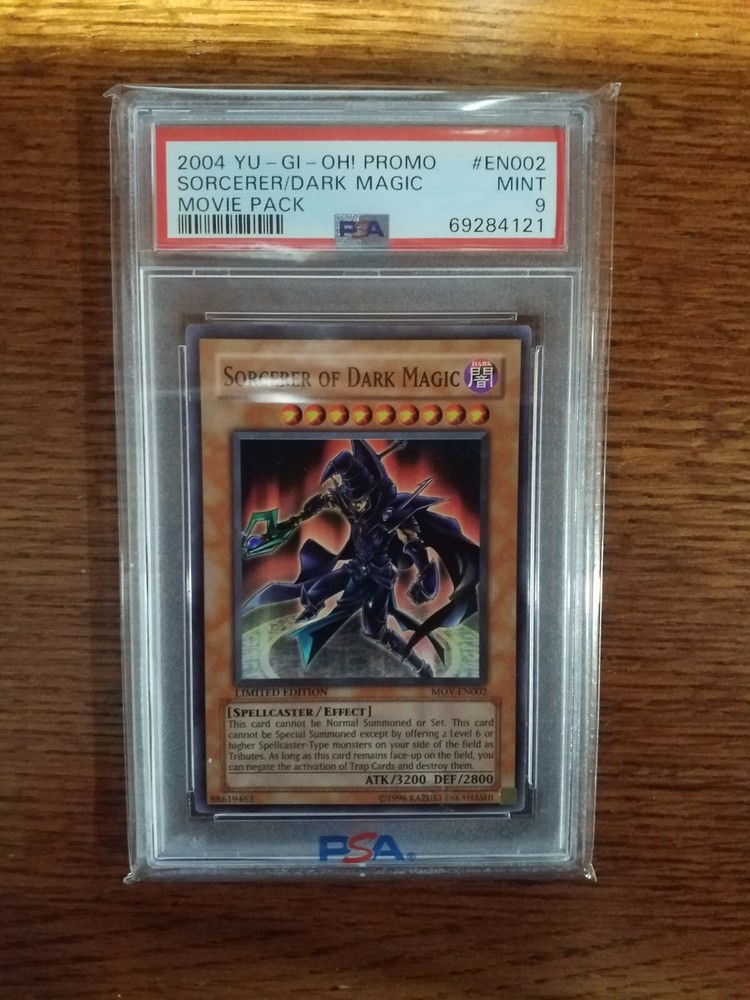 2004 YU-GI-OH! PROMO #EN002
SORCERER/DARK MAGIC MINT
MOVIE PACK 9
PSA 69284121
SORCERER OF DARK MAGIC DARK 闇
LIMITED EDITION MOV-EN002
[SPELLCASTER/EFFECT]
This card cannot be Normal Summoned or Set. This card
cannot be Special Summoned except by offering 2 Level 6 or
higher Spellcaster-Type monsters on your side of the field as
Tributes. As long as this card remains face-up on the field, you
can negate the activation of Trap Cards and destroy them.
ATK/3200 DEF/2800
88619463 ©1996 KAZUKI TAKAHASHI
PSA®